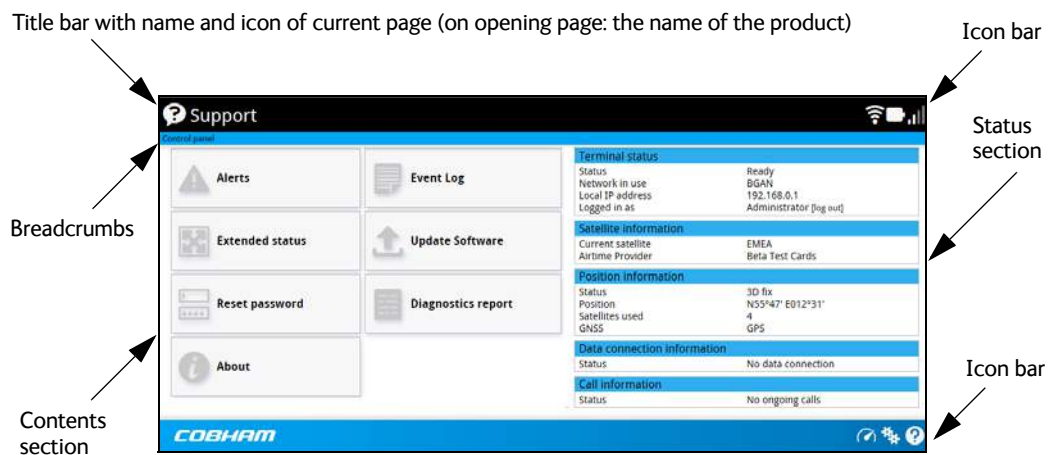 Title bar with name and icon of current page (on opening page: the name of the product)
Icon bar
Support
Control panel
Status
section
Breadcrumbs
Alerts
Event Log
Extended status
Update Software
Reset password
Diagnostics report
About
Terminal status
Status Ready
Network in use BGAN
Local IP address 192.168.0.1
Logged in as Administrator [log out]
Satellite information
Current satellite EMEA
Airtime Provider Beta Test Cards
Position information
Status 3D fix
Position N55°47' E012°31'
Satellites used 4
GNSS GPS
Data connection information
Status No data connection
Call information
Status No ongoing calls
Icon bar
Contents
section
COBHAM